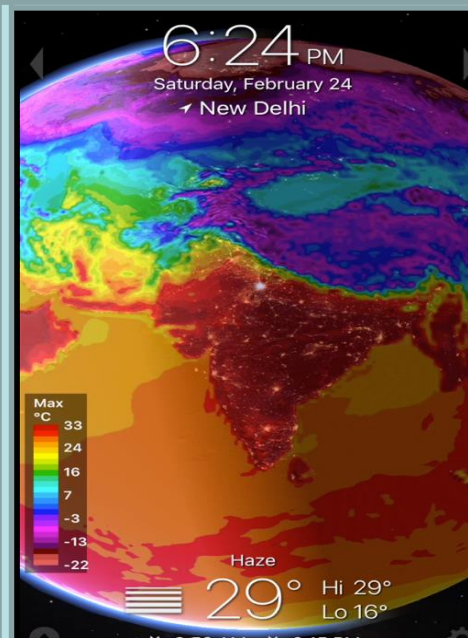 6:24 PM
Saturday, February 24
New Delhi
Max
°C
33
24
16
7
-3
-13
-22
Haze
29°
Hi 29°
Lo 16°